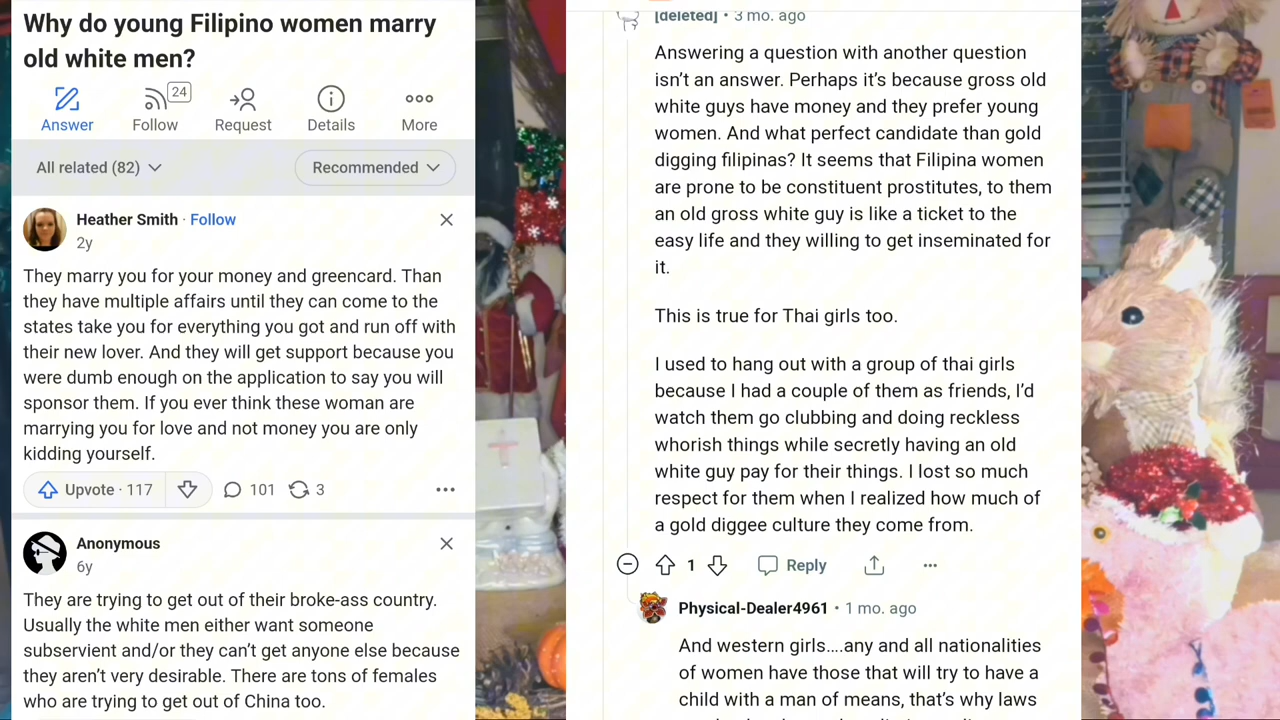 Why do young Filipino women marry
old white men?
24
Answer
Follow
Request
Details
More
All related (82)
Recommended
Heather Smith · Follow
2y
They marry you for your money and greencard. Than
they have multiple affairs until they can come to the
states take you for everything you got and run off with
their new lover. And they will get support because you
were dumb enough on the application to say you will
sponsor them. If you ever think these woman are
marrying you for love and not money you are only
kidding yourself.
Upvote · 117
101
3
Anonymous
6y
They are trying to get out of their broke-ass country.
Usually the white men either want someone
subservient and/or they can't get anyone else because
they aren't very desirable. There are tons of females
who are trying to get out of China too.
[deleted] • 3 mo. ago
Answering a question with another question
isn't an answer. Perhaps it's because gross old
white guys have money and they prefer young
women. And what perfect candidate than gold
digging filipinas? It seems that Filipina women
are prone to be constituent prostitutes, to them
an old gross white guy is like a ticket to the
easy life and they willing to get inseminated for
it.
This is true for Thai girls too.
I used to hang out with a group of thai girls
because I had a couple of them as friends, I'd
watch them go clubbing and doing reckless
whorish things while secretly having an old
white guy pay for their things. I lost so much
respect for them when I realized how much of
a gold diggee culture they come from.
1
Reply
Physical-Dealer4961 • 1 mo. ago
And western girls....any and all nationalities
of women have those that will try to have a
child with a man of means, that's why laws